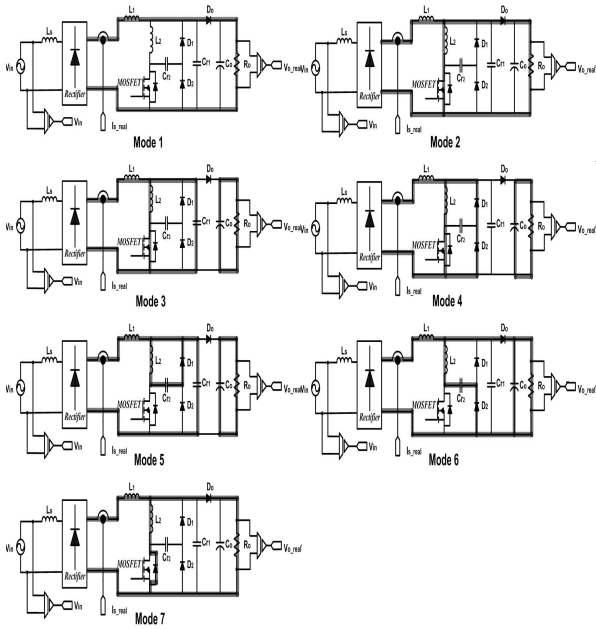 L1
Do
Ls
L2
D1
Cr2
Cr1
Co
Ro
Vin
Rectifier
MOSFET
D2
Vo_real
Vin
Is_real
Mode 1
L1
Do
Ls
L2
D1
Cr2
Cr1
Co
Ro
Vin
Rectifier
MOSFET
D2
Vo_real
Vin
Is_real
Mode 2
L1
Do
Ls
L2
D1
Cr2
Cr1
Co
Ro
Vin
Rectifier
MOSFET
D2
Vo_real
Vin
Is_real
Mode 3
L1
Do
Ls
L2
D1
Cr2
Cr1
Co
Ro
Vin
Rectifier
MOSFET
D2
Vo_real
Vin
Is_real
Mode 4
L1
Do
Ls
L2
D1
Cr2
Cr1
Co
Ro
Vin
Rectifier
MOSFET
D2
Vo_real
Vin
Is_real
Mode 5
L1
Do
Ls
L2
D1
Cr2
Cr1
Co
Ro
Vin
Rectifier
MOSFET
D2
Vo_real
Vin
Is_real
Mode 6
L1
Do
Ls
L2
D1
Cr2
Cr1
Co
Ro
Vin
Rectifier
MOSFET
D2
Vo_real
Vin
Is_real
Mode 7